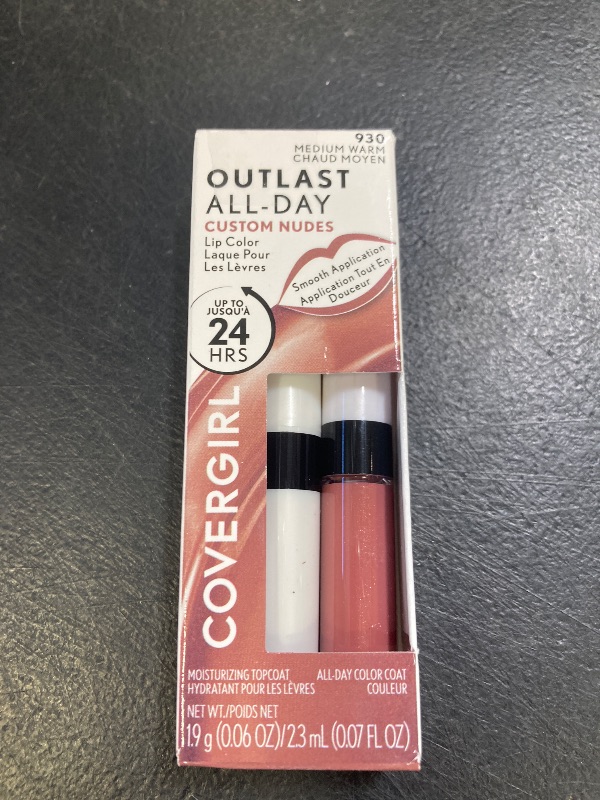 930
MEDIUM WARM
CHAUD MOYEN
OUTLAST
ALL-DAY
CUSTOM NUDES
Lip Color
Laque Pour
Les Lèvres
Smooth Application
Application Tout En
Douceur
UP TO
JUSQU'À
24
HRS
COVERGIRL
MOISTURIZING TOPCOAT
HYDRATANT POUR LES LÈVRES
ALL-DAY COLOR COAT
COULEUR
NET WT./POIDS NET
1.9 g (0.06 OZ)/2.3 mL (0.07 FL OZ)